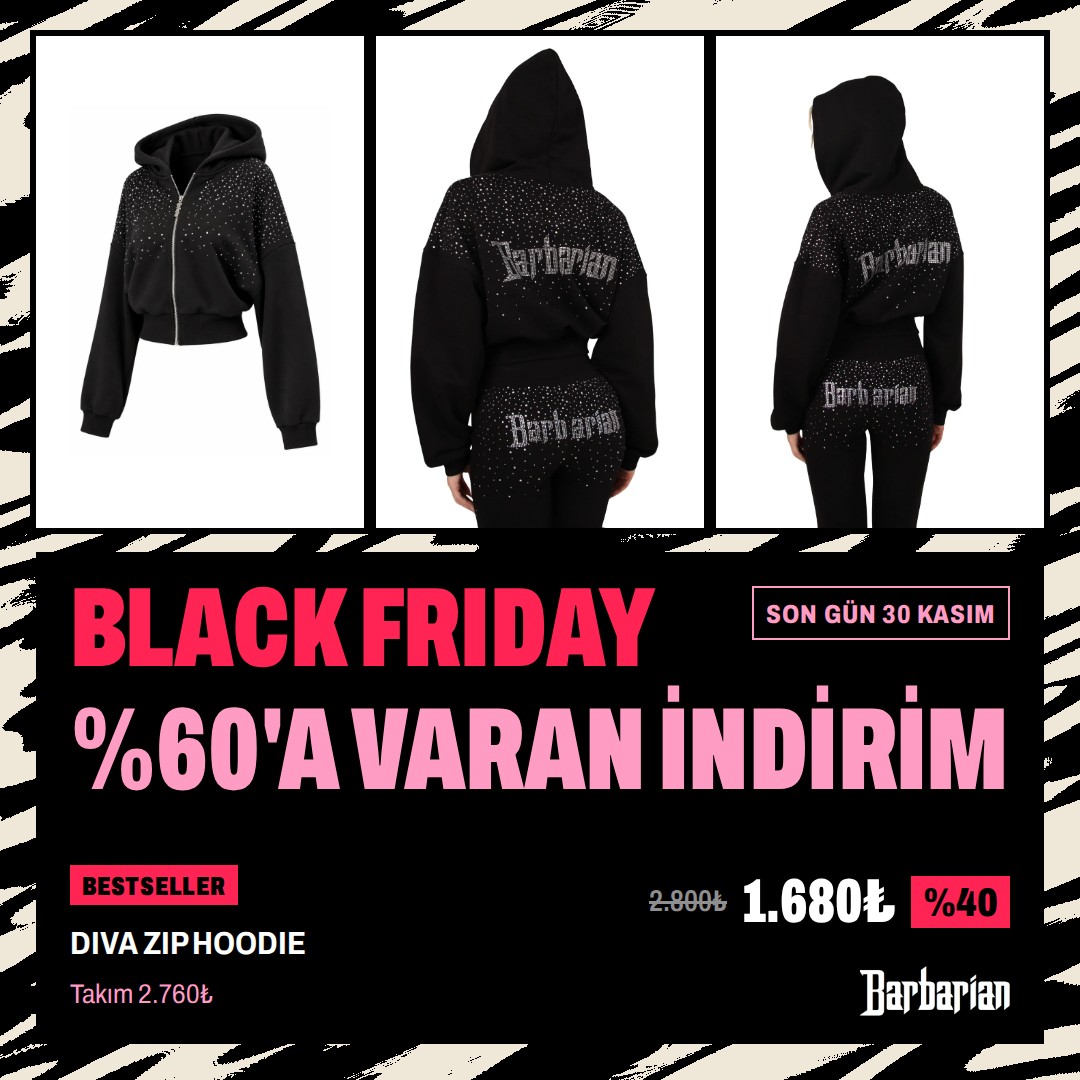 Barbarian
Barbarian
Barbarian
Barbarian
BLACK FRIDAY
SON GÜN 30 KASIM
%60'A VARAN İNDİRİM
BESTSELLER
2.800₺ 1.680₺ %40
DIVA ZIP HOODIE
Takım 2.760₺
Barbarian